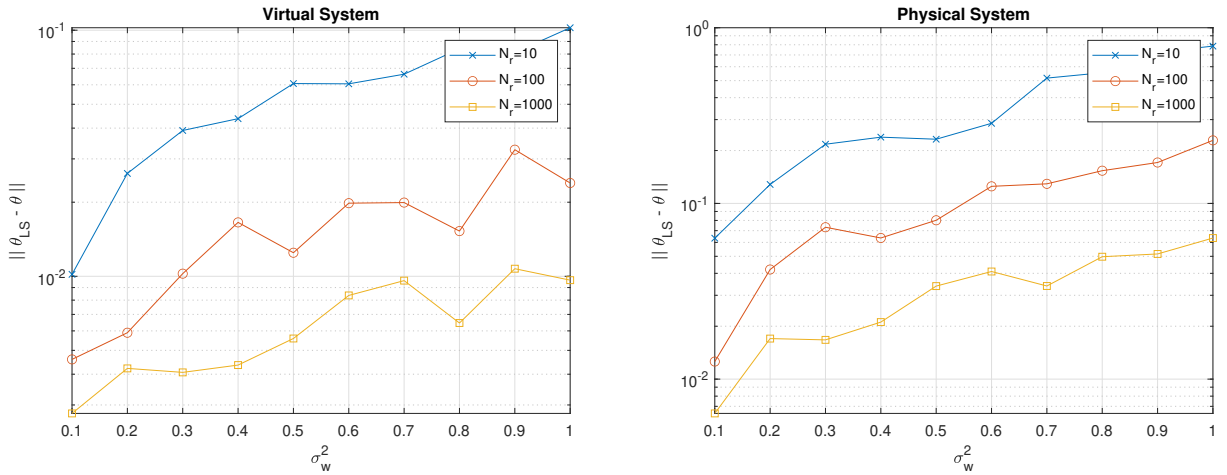 Virtual System
10^-1
10^-2
|| θ_LS - θ ||
N_r=10
N_r=100
N_r=1000
0.1 0.2 0.3 0.4 0.5 0.6 0.7 0.8 0.9 1
σ_w^2
Physical System
10^0
10^-1
10^-2
|| θ_LS - θ ||
N_r=10
N_r=100
N_r=1000
0.1 0.2 0.3 0.4 0.5 0.6 0.7 0.8 0.9 1
σ_w^2